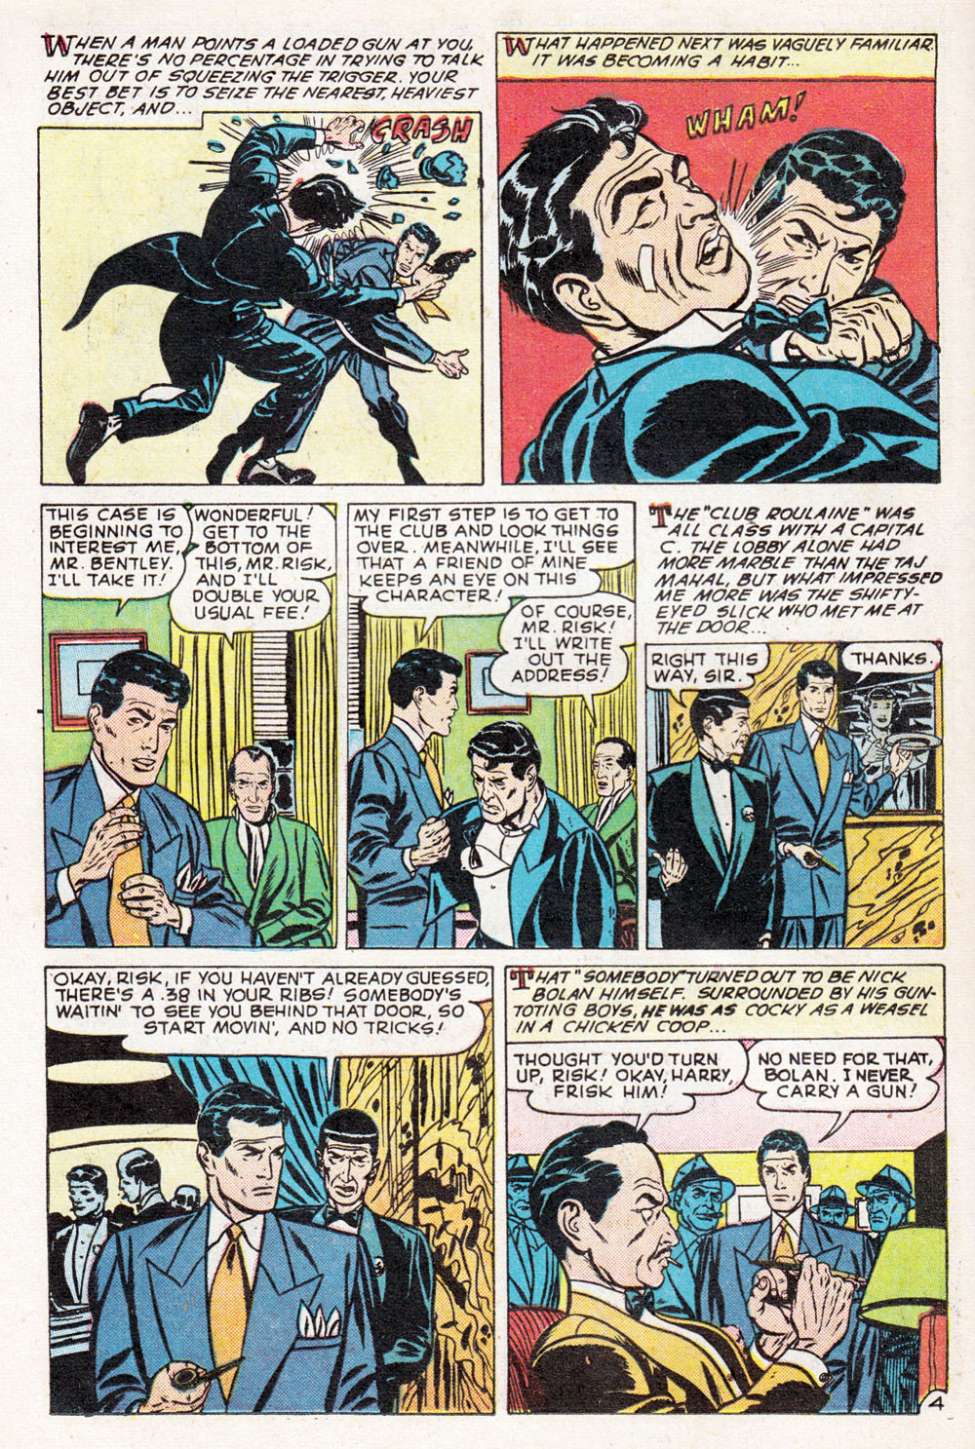 WHEN A MAN POINTS A LOADED GUN AT YOU,
THERE'S NO PERCENTAGE IN TRYING TO TALK
HIM OUT OF SQUEEZING THE TRIGGER. YOUR
BEST BET IS TO SEIZE THE NEAREST, HEAVIEST
OBJECT, AND...
CRASH
WHAT HAPPENED NEXT WAS VAGUELY FAMILIAR.
IT WAS BECOMING A HABIT...
WHAM!
THIS CASE IS
BEGINNING TO
INTEREST ME,
MR. BENTLEY.
I'LL TAKE IT!
WONDERFUL!
GET TO THE
BOTTOM OF
THIS, MR. RISK,
AND I'LL
DOUBLE YOUR
USUAL FEE!
MY FIRST STEP IS TO GET TO
THE CLUB AND LOOK THINGS
OVER. MEANWHILE, I'LL SEE
THAT A FRIEND OF MINE
KEEPS AN EYE ON THIS
CHARACTER!
OF COURSE,
MR. RISK!
I'LL WRITE
OUT THE
ADDRESS!
THE "CLUB ROULAINE" WAS
ALL CLASS WITH A CAPITAL
C. THE LOBBY ALONE HAD
MORE MARBLE THAN THE TAJ
MAHAL, BUT WHAT IMPRESSED
ME MORE WAS THE SHIFTY-
EYED SLICK WHO MET ME AT
THE DOOR...
RIGHT THIS
WAY, SIR.
THANKS.
OKAY, RISK, IF YOU HAVEN'T ALREADY GUESSED,
THERE'S A .38 IN YOUR RIBS! SOMEBODY'S
WAITIN' TO SEE YOU BEHIND THAT DOOR, SO
START MOVIN', AND NO TRICKS!
THAT "SOMEBODY" TURNED OUT TO BE NICK
BOLAN HIMSELF. SURROUNDED BY HIS GUN-
TOTING BOYS, HE WAS AS COCKY AS A WEASEL
IN A CHICKEN COOP...
THOUGHT YOU'D TURN
UP, RISK! OKAY, HARRY,
FRISK HIM!
NO NEED FOR THAT,
BOLAN. I NEVER
CARRY A GUN!
4